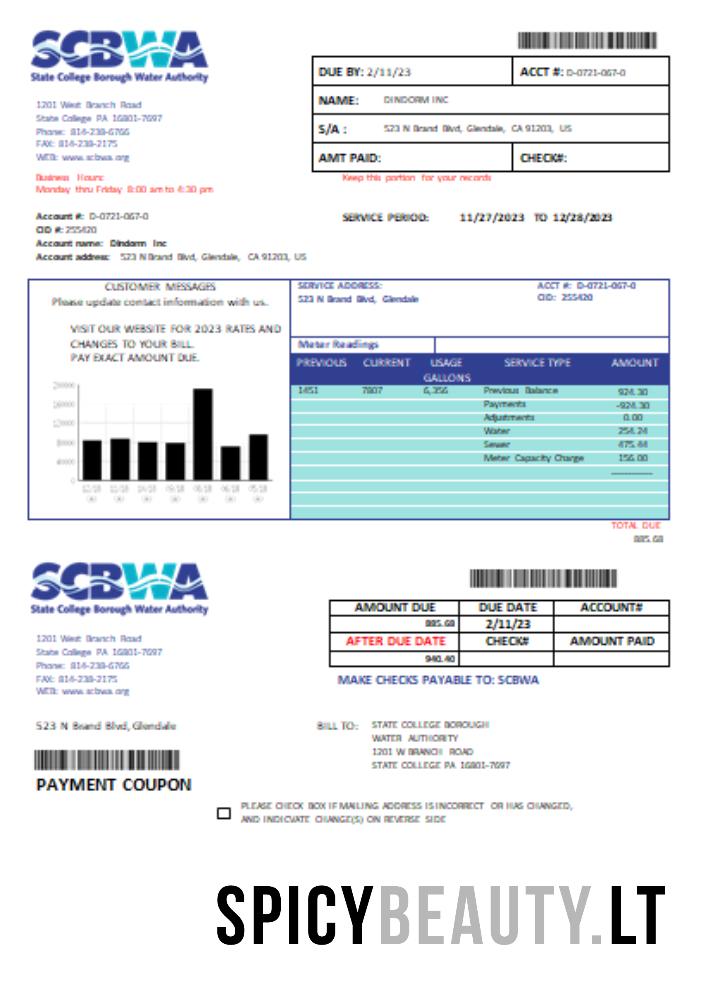 SCBWA
State College Borough Water Authority
1201 West Branch Road
State College PA 16801-7697
Phone: 814-238-6766
FAX: 814-238-2175
WEB: www.scbwa.org
Business Hours:
Monday thru Friday 8:00 am to 4:30 pm
DUE BY: 2/11/23 ACCT #: D-0721-067-0
NAME: DINDORM INC
S/A : 523 N Brand Blvd, Glendale, CA 91203, US
AMT PAID: CHECK#:
Keep this portion for your records
Account #: D-0721-067-0
CID #: 255420
Account name: Dindorm Inc
Account address: 523 N Brand Blvd, Glendale, CA 91203, US
SERVICE PERIOD: 11/27/2023 TO 12/28/2023
CUSTOMER MESSAGES
Please update contact information with us.
VISIT OUR WEBSITE FOR 2023 RATES AND
CHANGES TO YOUR BILL.
PAY EXACT AMOUNT DUE.
200000
160000
120000
80000
40000
0
SERVICE ADDRESS: ACCT #: D-0721-067-0
523 N Brand Blvd, Glendale CID: 255420
Meter Readings
PREVIOUS CURRENT USAGE GALLONS SERVICE TYPE AMOUNT
1451 7807 6,356 Previous Balance 924.30
Payments -924.30
Adjustments 0.00
Water 254.24
Sewer 475.44
Meter Capacity Charge 156.00
TOTAL DUE
885.68
SCBWA
State College Borough Water Authority
1201 West Branch Road
State College PA 16801-7697
Phone: 814-238-6766
FAX: 814-238-2175
WEB: www.scbwa.org
AMOUNT DUE DUE DATE ACCOUNT#
885.68 2/11/23
AFTER DUE DATE CHECK# AMOUNT PAID
940.40
MAKE CHECKS PAYABLE TO: SCBWA
523 N Brand Blvd, Glendale
PAYMENT COUPON
BILL TO: STATE COLLEGE BOROUGH
WATER AUTHORITY
1201 W BRANCH ROAD
STATE COLLEGE PA 16801-7697
PLEASE CHECK BOX IF MAILING ADDRESS IS INCORRECT OR HAS CHANGED,
AND INDICVATE CHANGE(S) ON REVERSE SIDE
SPICYBEAUTY.LT